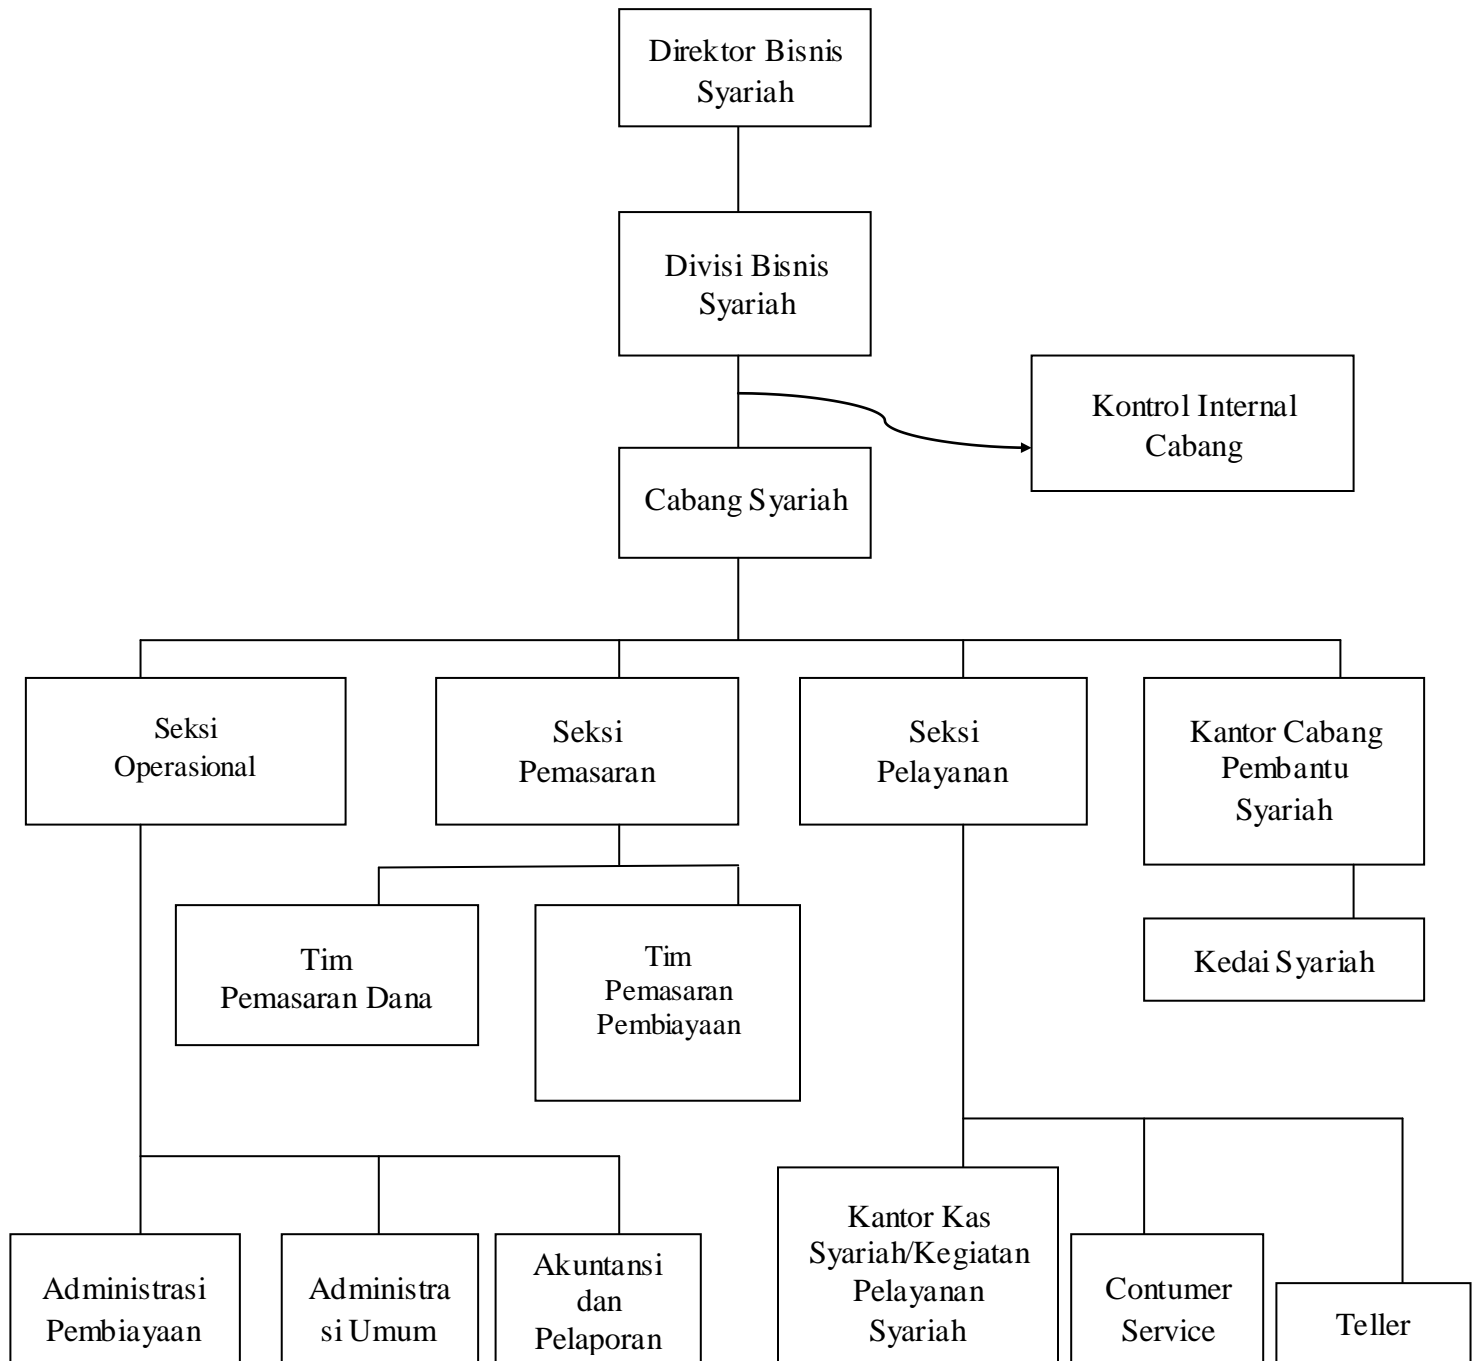 Direktor Bisnis
Syariah
Divisi Bisnis
Syariah
Kontrol Internal
Cabang
Cabang Syariah
Seksi
Operasional
Seksi
Pemasaran
Seksi
Pelayanan
Kantor Cabang
Pembantu
Syariah
Tim
Pemasaran Dana
Tim
Pemasaran
Pembiayaan
Kedai Syariah
Administrasi
Pembiayaan
Administra
si Umum
Akuntansi
dan
Pelaporan
Kantor Kas
Syariah/Kegiatan
Pelayanan
Syariah
Contumer
Service
Teller